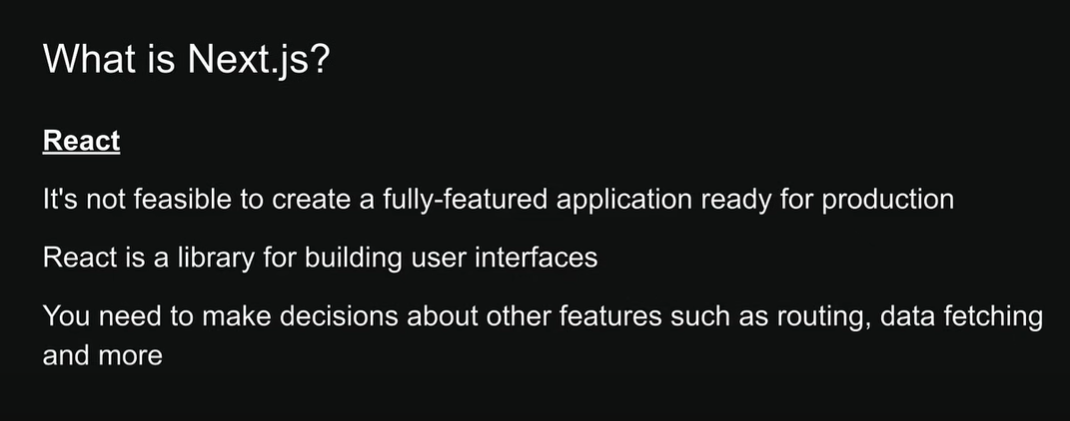 What is Next.js?
React
It's not feasible to create a fully-featured application ready for production
React is a library for building user interfaces
You need to make decisions about other features such as routing, data fetching
and more